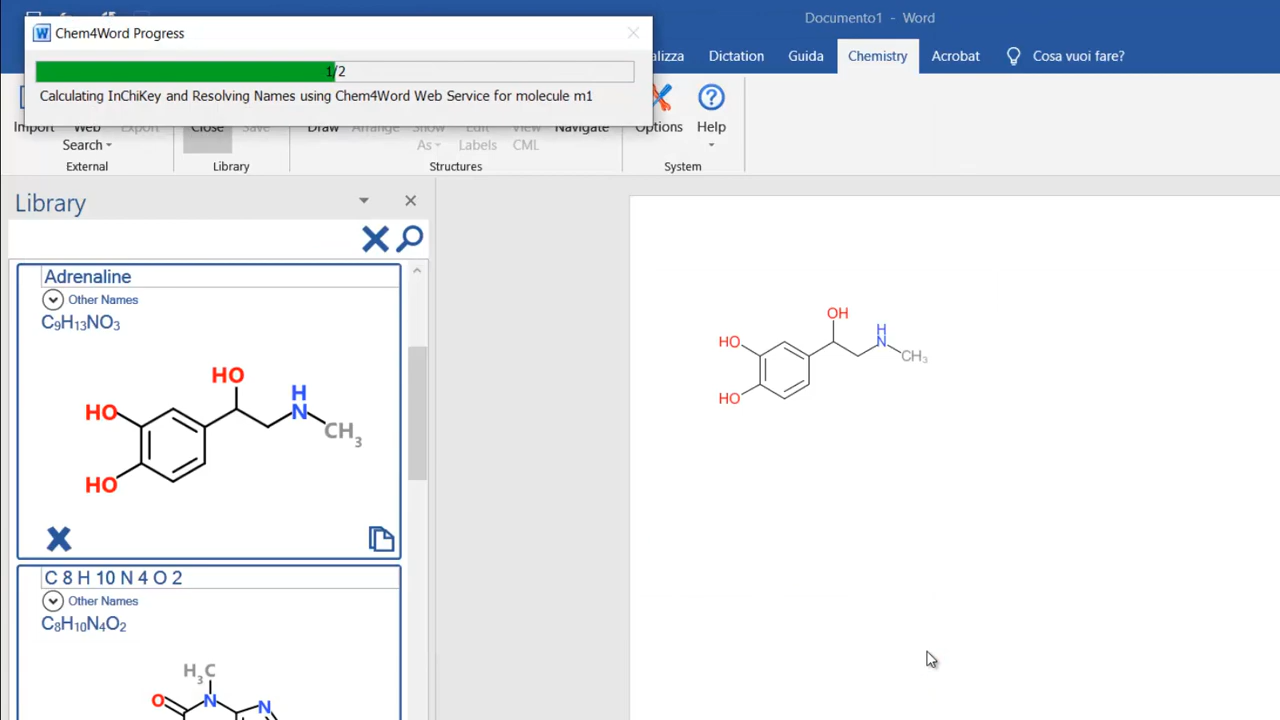 Documento1 - Word
Chem4Word Progress
1/2
Calculating InChiKey and Resolving Names using Chem4Word Web Service for molecule m1
Dictation
Guida
Chemistry
Acrobat
Cosa vuoi fare?
Import
Web
Search
Export
External
Close
Save
Library
Draw
Arrange
Show
As
Edit
Labels
View
CML
Navigate
Structures
Options
Help
System
Library
Adrenaline
Other Names
C₉H₁₃NO₃
HO
HO
HO
H
N
CH₃
C 8 H 10 N 4 O 2
Other Names
C₈H₁₀N₄O₂
H₃C
O
N
N
OH
HO
HO
H
N
CH₃